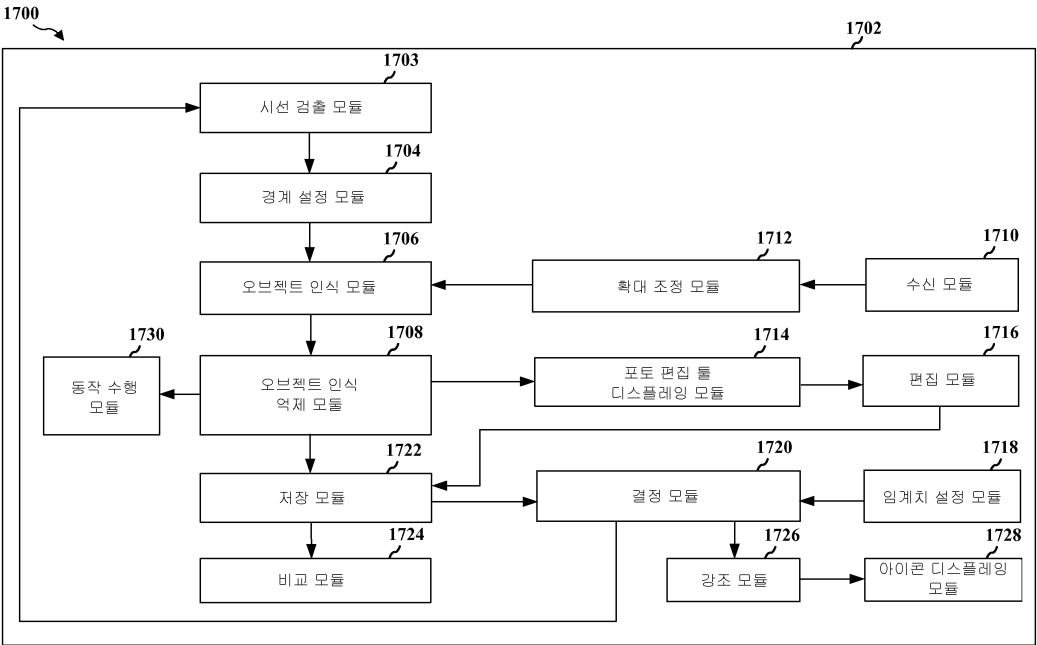 1700
1702
1703
시선 검출 모듈
1704
경계 설정 모듈
1706
오브젝트 인식 모듈
1712
확대 조정 모듈
1710
수신 모듈
1730
동작 수행
모듈
1708
오브젝트 인식
억제 모둘
1714
포토 편집 툴
디스플레잉 모듈
1716
편집 모듈
1722
저장 모듈
1720
결정 모듈
1718
임계치 설정 모듈
1724
비교 모듈
1726
강조 모듈
1728
아이콘 디스플레잉
모듈